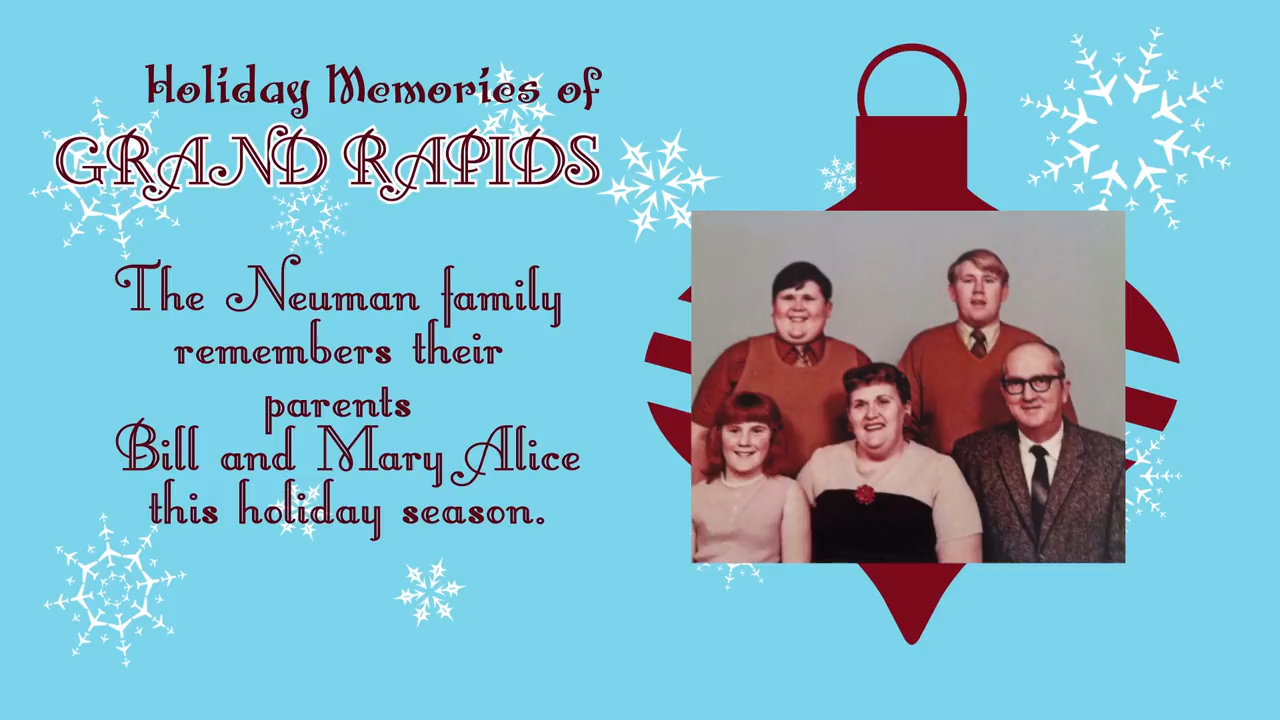 Holiday Memories of
GRAND RAPIDS
The Neuman family
remembers their
parents
Bill and Mary Alice
this holiday season.